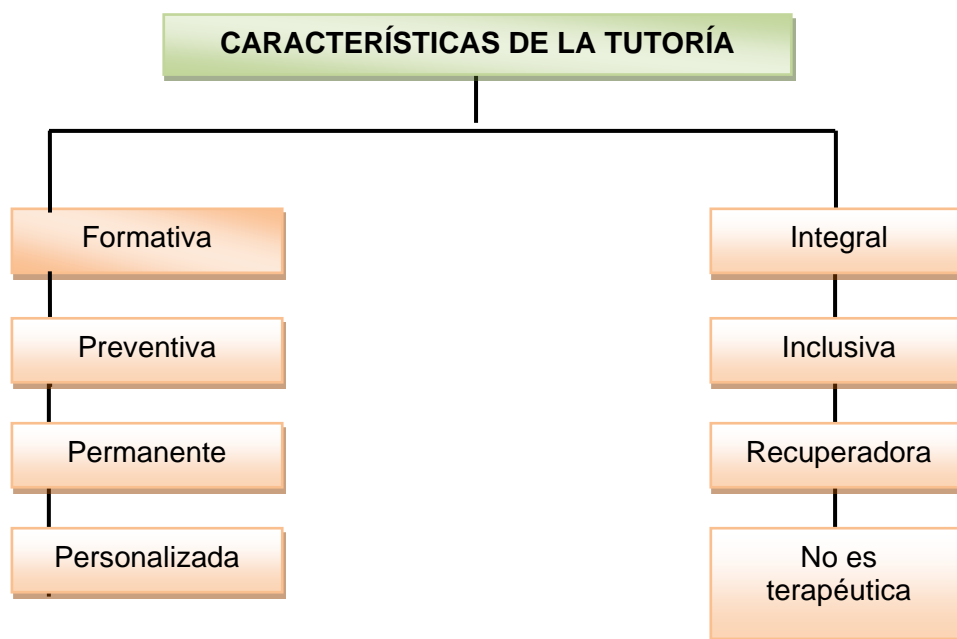 CARACTERÍSTICAS DE LA TUTORÍA
Formativa
Preventiva
Permanente
Personalizada
Integral
Inclusiva
Recuperadora
No es
terapéutica